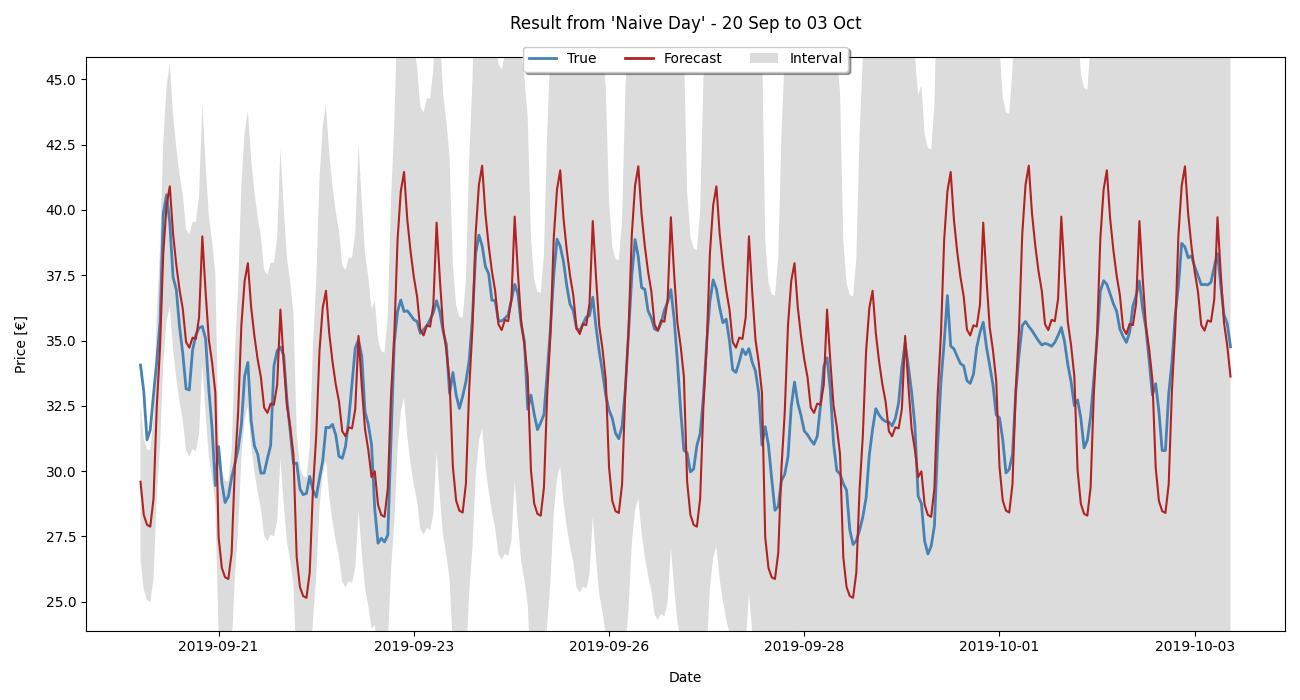 Result from 'Naive Day' - 20 Sep to 03 Oct
True Forecast Interval
45.0
42.5
40.0
37.5
35.0
32.5
30.0
27.5
25.0
Price [€]
2019-09-21 2019-09-23 2019-09-26 2019-09-28 2019-10-01 2019-10-03
Date